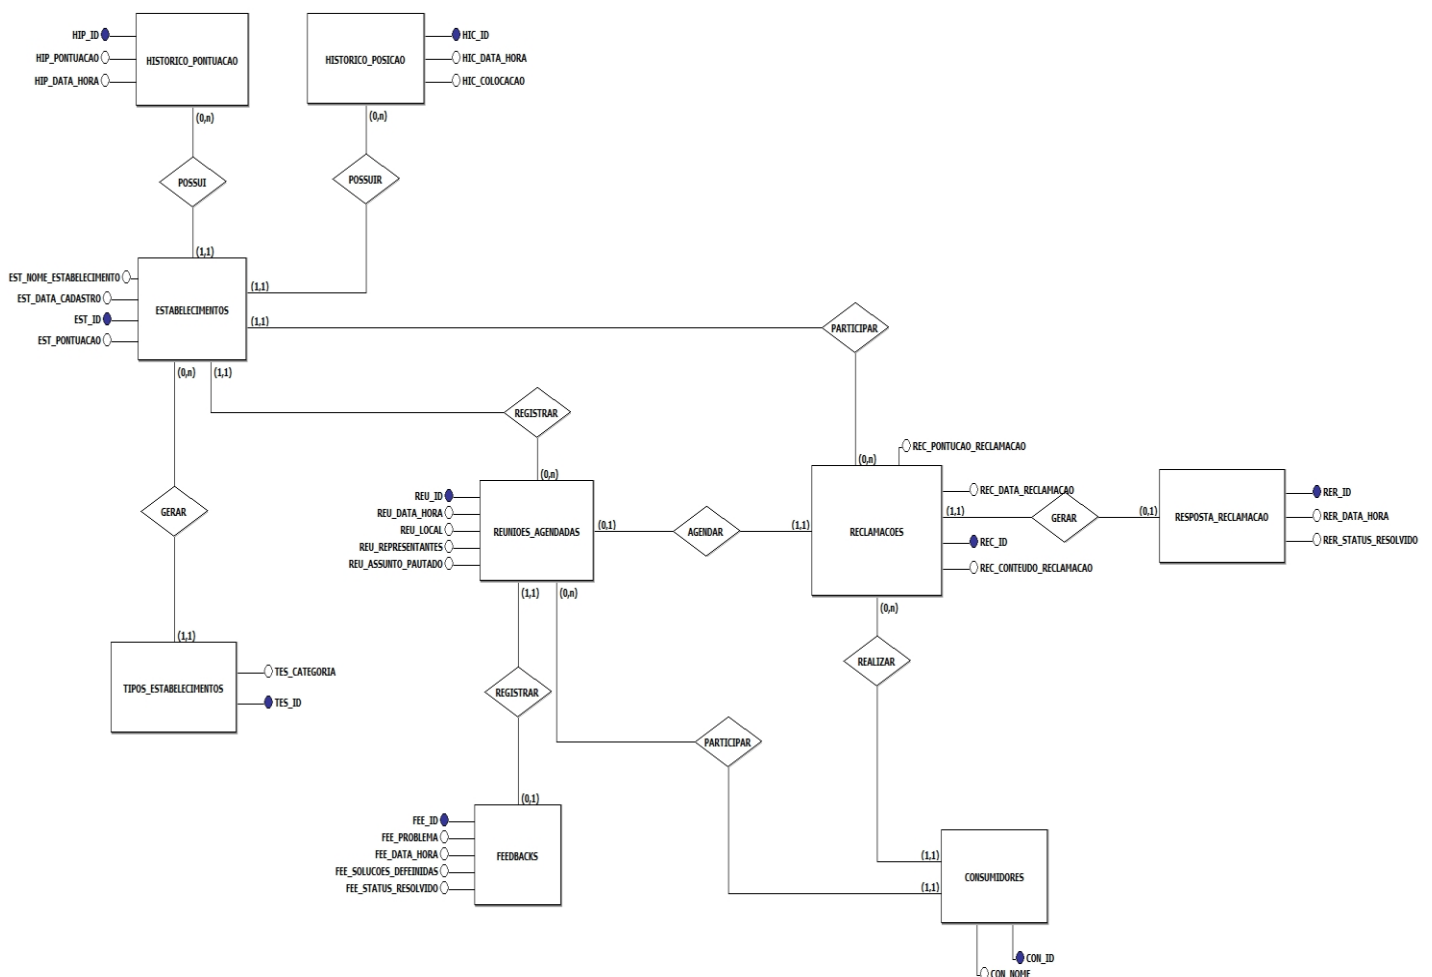 HIP_ID
HIP_PONTUACAO
HIP_DATA_HORA
HISTORICO_PONTUACAO
(0,n)
HISTORICO_POSICAO
HIC_ID
HIC_DATA_HORA
HIC_COLOCACAO
(0,n)
POSSUI
POSSUIR
(1,1)
EST_NOME_ESTABELECIMENTO
EST_DATA_CADASTRO
EST_ID
EST_PONTUACAO
ESTABELECIMENTOS
(1,1)
(1,1)
PARTICIPAR
(0,n)
(1,1)
REGISTRAR
(0,n)
(0,n)
REC_PONTUCAO_RECLAMACAO
REC_DATA_RECLAMACAO
REC_ID
REC_CONTEUDO_RECLAMACAO
RECLAMACOES
(1,1)
GERAR
(0,1)
RESPOSTA_RECLAMACAO
RER_ID
RER_DATA_HORA
RER_STATUS_RESOLVIDO
REU_ID
REU_DATA_HORA
REU_LOCAL
REU_REPRESENTANTES
REU_ASSUNTO_PAUTADO
REUNIOES_AGENDADAS
(0,1)
AGENDAR
(1,1)
GERAR
(1,1)
TIPOS_ESTABELECIMENTOS
TES_CATEGORIA
TES_ID
(1,1)
(0,n)
REGISTRAR
PARTICIPAR
(0,n)
REALIZAR
(0,1)
FEE_ID
FEE_PROBLEMA
FEE_DATA_HORA
FEE_SOLUCOES_DEFEINIDAS
FEE_STATUS_RESOLVIDO
FEEDBACKS
(1,1)
(1,1)
CONSUMIDORES
CON_ID
CON_NOME